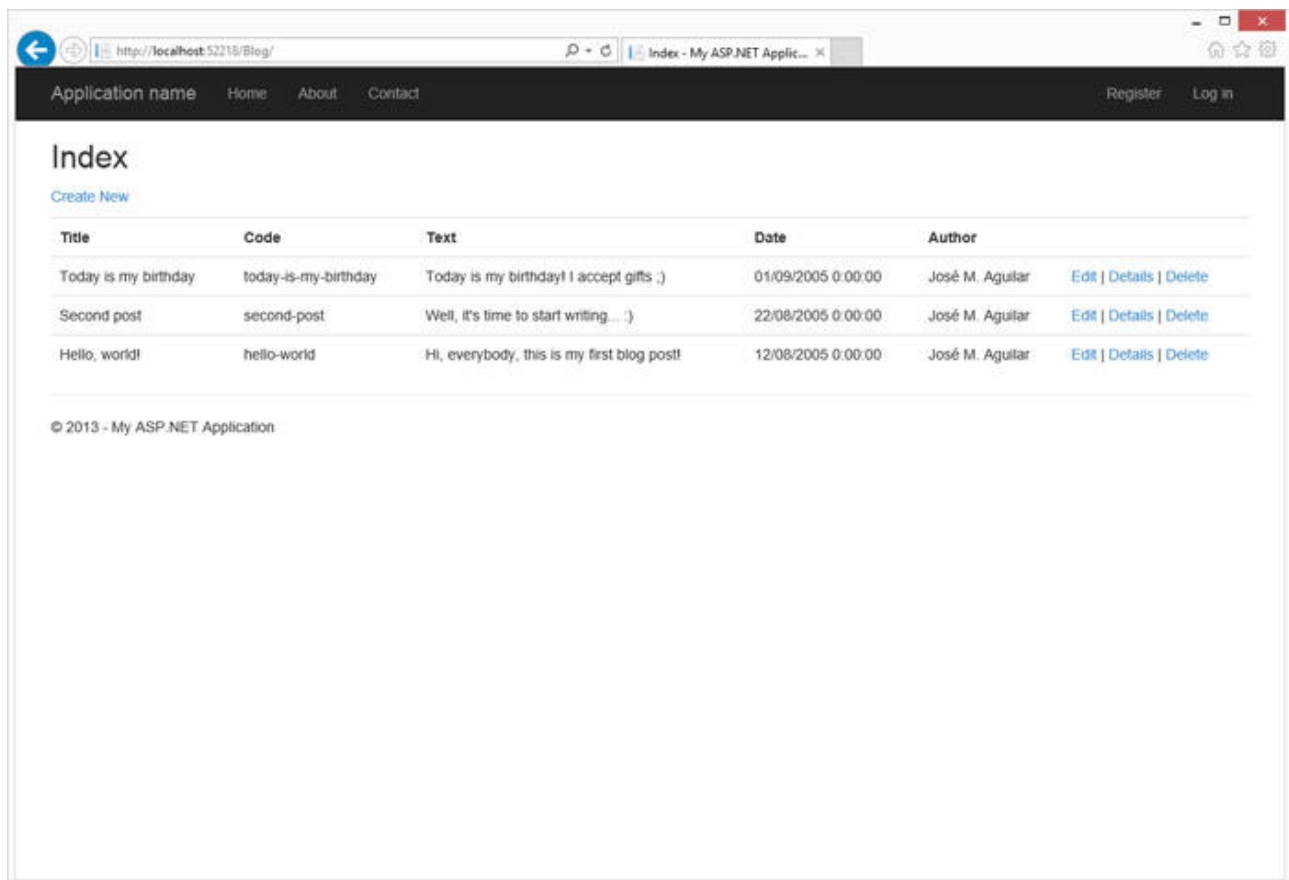 http://localhost:52218/Blog/
Index - My ASP.NET Applic...
Application name Home About Contact Register Log in
Index
Create New
Title Code Text Date Author
Today is my birthday today-is-my-birthday Today is my birthday! I accept gifts ;) 01/09/2005 0:00:00 José M. Aguilar Edit | Details | Delete
Second post second-post Well, it's time to start writing... :) 22/08/2005 0:00:00 José M. Aguilar Edit | Details | Delete
Hello, world! hello-world Hi, everybody, this is my first blog post! 12/08/2005 0:00:00 José M. Aguilar Edit | Details | Delete
© 2013 - My ASP.NET Application